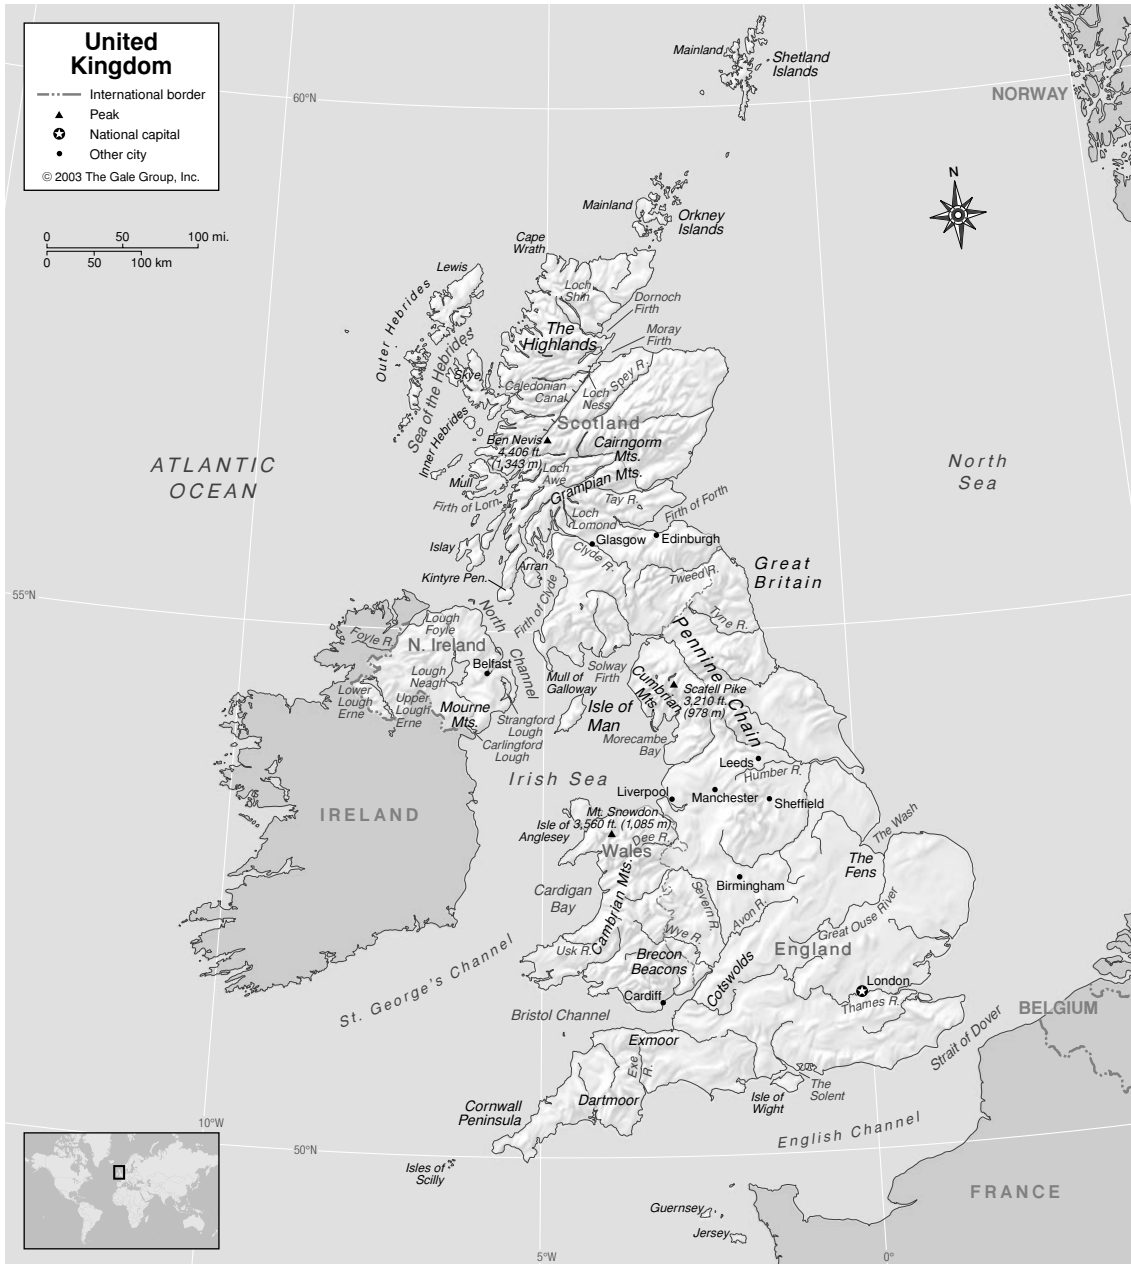 United
Kingdom
International border
Peak
National capital
Other city
© 2003 The Gale Group, Inc.
0 50 100 mi.
0 50 100 km
60°N
Mainland
Shetland
Islands
NORWAY
N
Mainland
Orkney
Islands
Cape
Wrath
Lewis
Loch
Shin
Dornoch
Firth
Outer Hebrides
Sea of the Hebrides
The
Highlands
Moray
Firth
Skye
Caledonian
Canal
Loch
Ness
Spey R.
Inner Hebrides
Scotland
Ben Nevis
4,406 ft.
(1,343 m)
Cairngorm
Mts.
ATLANTIC
OCEAN
North
Sea
Mull
Loch
Awe
Grampian Mts.
Firth of Lorn
Tay R.
Firth of Forth
Loch
Lomond
Glasgow
Edinburgh
Islay
Clyde R.
Great
Britain
Arran
Kintyre Pen.
Tweed R.
55°N
Firth of Clyde
North
Channel
Lough
Foyle
Foyle R.
Tyne R.
N. Ireland
Belfast
Pennine Chain
Solway
Firth
Mull of
Galloway
Lough
Neagh
Lower
Lough
Erne
Upper
Lough
Erne
Cumbrian
Mts.
Scafell Pike
3,210 ft.
(978 m)
Mourne
Mts.
Isle of
Man
Strangford
Lough
Carlingford
Lough
Morecambe
Bay
Leeds
Humber R.
Irish Sea
Liverpool
Manchester
Sheffield
IRELAND
Mt. Snowdon
3,560 ft. (1,085 m)
Isle of
Anglesey
Dee R.
The Wash
Wales
The
Fens
Birmingham
Cardigan
Bay
Cambrian Mts.
Severn R.
Avon R.
Great Ouse River
Wye R.
Usk R.
England
Brecon
Beacons
St. George's Channel
Cotswolds
London
Cardiff
Thames R.
BELGIUM
Bristol Channel
Strait of Dover
Exmoor
Exe
R.
The
Solent
Isle of
Wight
Dartmoor
Cornwall
Peninsula
English Channel
10°W
50°N
Isles of
Scilly
FRANCE
Guernsey
Jersey
5°W
0°